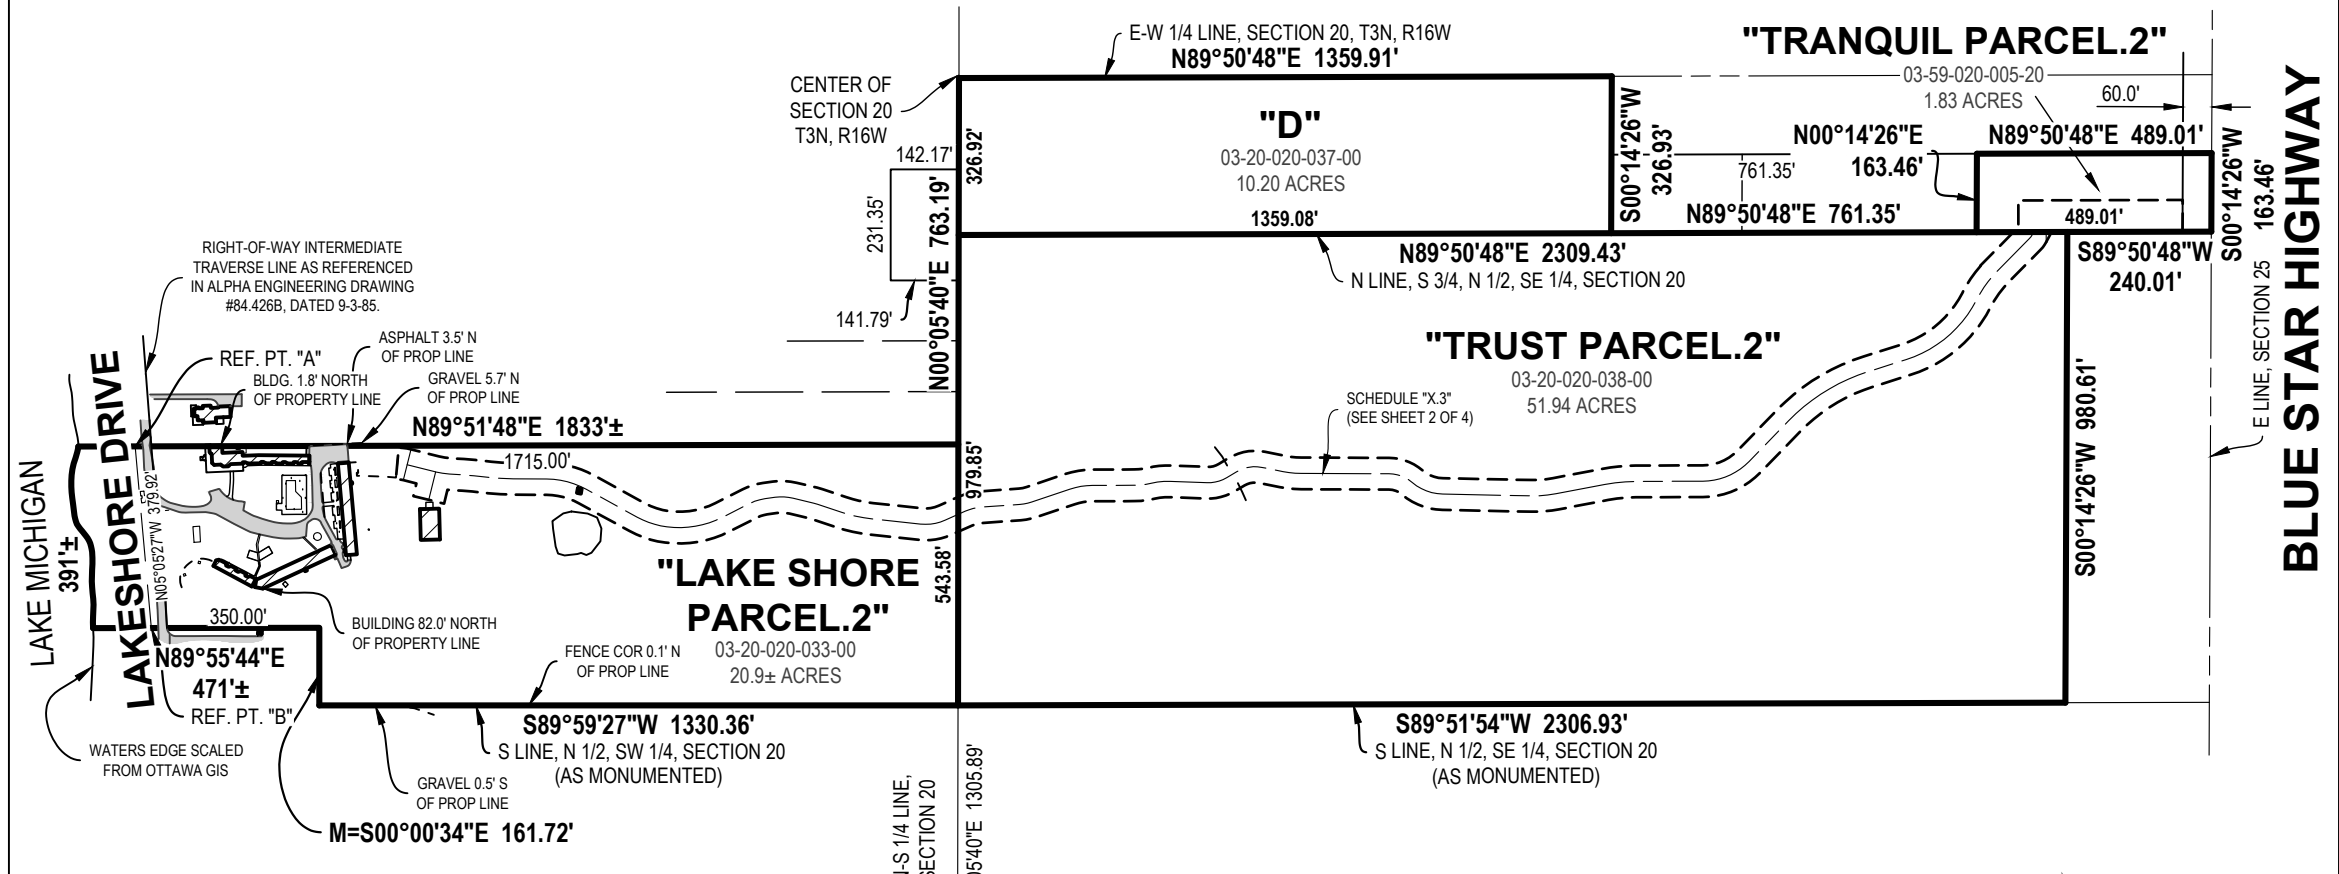 E-W 1/4 LINE, SECTION 20, T3N, R16W
N89°50'48"E 1359.91'
"TRANQUIL PARCEL.2"
03-59-020-005-20
1.83 ACRES
60.0'
CENTER OF
SECTION 20
T3N, R16W
"D"
03-20-020-037-00
10.20 ACRES
326.92'
1359.08'
S00°14'26"W
326.93'
N00°14'26"E
163.46'
N89°50'48"E 489.01'
761.35'
N89°50'48"E 761.35'
489.01'
S00°14'26"W
163.46'
S89°50'48"W
240.01'
E LINE, SECTION 25
BLUE STAR HIGHWAY
142.17'
231.35'
141.79'
N00°05'40"E 763.19'
N89°50'48"E 2309.43'
N LINE, S 3/4, N 1/2, SE 1/4, SECTION 20
"TRUST PARCEL.2"
03-20-020-038-00
51.94 ACRES
SCHEDULE "X.3"
(SEE SHEET 2 OF 4)
S00°14'26"W 980.61'
RIGHT-OF-WAY INTERMEDIATE
TRAVERSE LINE AS REFERENCED
IN ALPHA ENGINEERING DRAWING
#84.426B, DATED 9-3-85.
REF. PT. "A"
ASPHALT 3.5' N
OF PROP LINE
BLDG. 1.8' NORTH
OF PROPERTY LINE
GRAVEL 5.7' N
OF PROP LINE
N89°51'48"E 1833'±
1715.00'
979.85'
543.58'
LAKE MICHIGAN
391'±
LAKESHORE DRIVE
N05°05'27"W 379.92'
350.00'
N89°55'44"E
471'±
REF. PT. "B"
WATERS EDGE SCALED
FROM OTTAWA GIS
BUILDING 82.0' NORTH
OF PROPERTY LINE
"LAKE SHORE
PARCEL.2"
03-20-020-033-00
20.9± ACRES
FENCE COR 0.1' N
OF PROP LINE
S89°59'27"W 1330.36'
S LINE, N 1/2, SW 1/4, SECTION 20
(AS MONUMENTED)
GRAVEL 0.5' S
OF PROP LINE
M=S00°00'34"E 161.72'
S89°51'54"W 2306.93'
S LINE, N 1/2, SE 1/4, SECTION 20
(AS MONUMENTED)
N-S 1/4 LINE,
SECTION 20
05'40"E 1305.89'